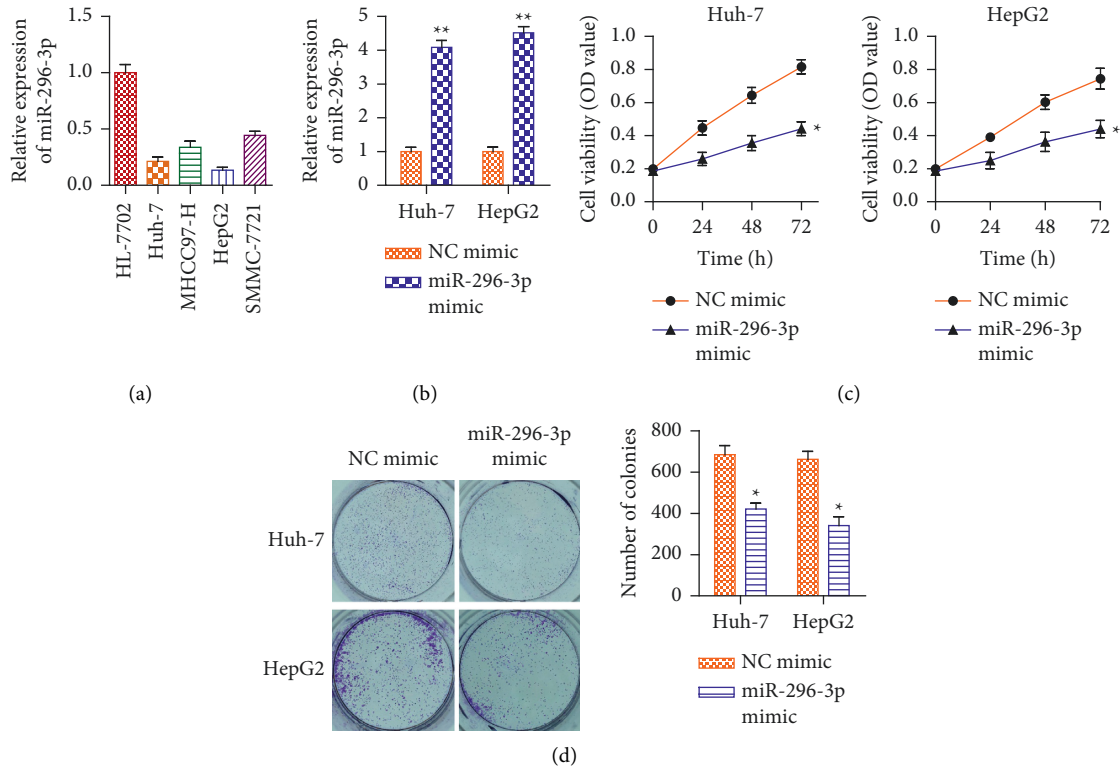 Relative expression
of miR-296-3p
1.5
1.0
0.5
0.0
HL-7702
Huh-7
MHCC97-H
HepG2
SMMC-7721
(a)
Relative expression
of miR-296-3p
6
5
4
3
2
1
0
**
**
Huh-7
HepG2
NC mimic
miR-296-3p
mimic
(b)
Huh-7
Cell viability (OD value)
1.0
0.8
0.6
0.4
0.2
0.0
*
0
24
48
72
Time (h)
NC mimic
miR-296-3p
mimic
HepG2
Cell viability (OD value)
1.0
0.8
0.6
0.4
0.2
0.0
*
0
24
48
72
Time (h)
NC mimic
miR-296-3p
mimic
(c)
NC mimic
miR-296-3p
mimic
Huh-7
HepG2
Number of colonies
800
600
400
200
0
*
*
Huh-7
HepG2
NC mimic
miR-296-3p
mimic
(d)